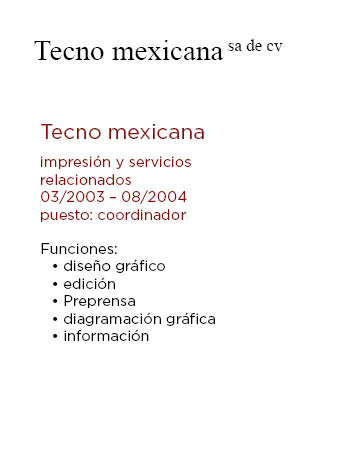 Tecno mexicana sa de cv
Tecno mexicana
impresión y servicios
relacionados
03/2003 – 08/2004
puesto: coordinador
Funciones:
• diseño gráfico
• edición
• Preprensa
• diagramación gráfica
• información